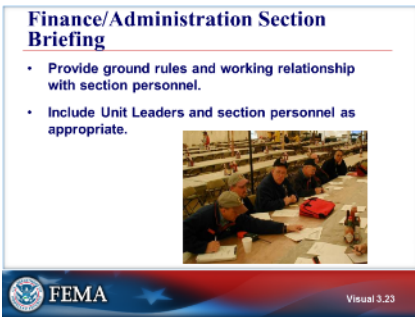 Finance/Administration Section
Briefing
• Provide ground rules and working relationship
with section personnel.
• Include Unit Leaders and section personnel as
appropriate.
FEMA
Visual 3.23